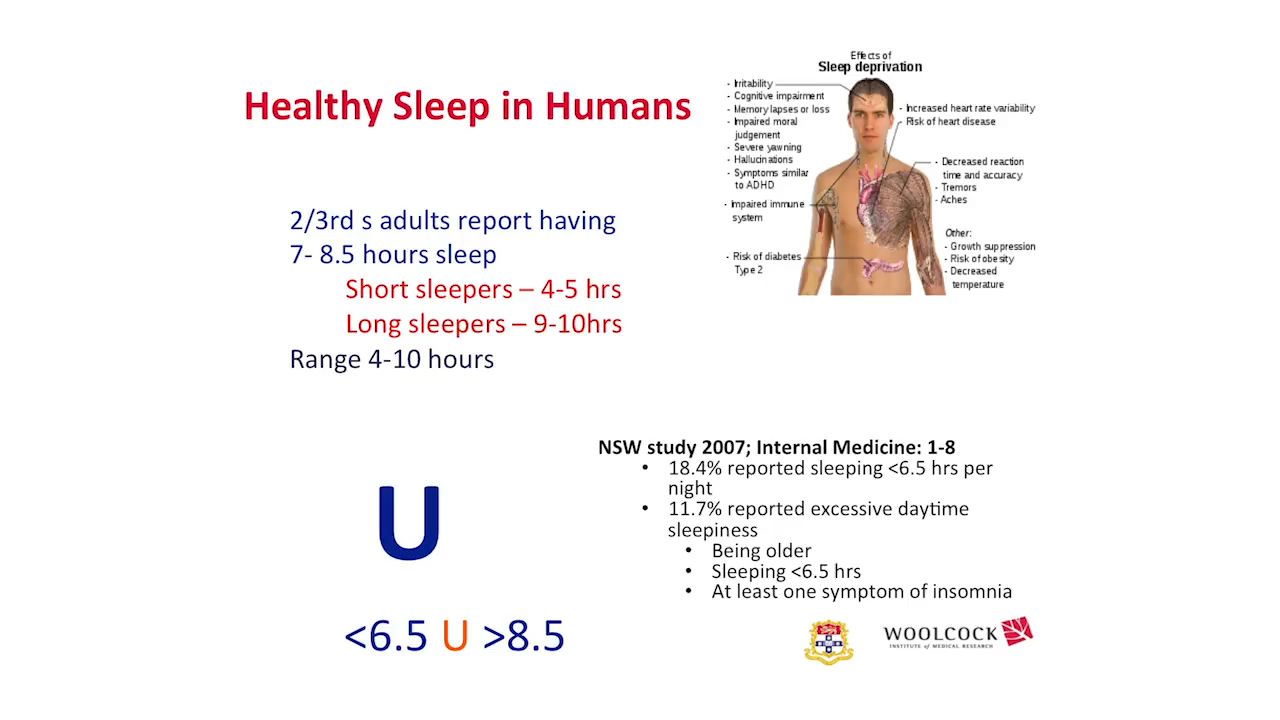 Healthy Sleep in Humans
2/3rd s adults report having
7- 8.5 hours sleep
Short sleepers – 4-5 hrs
Long sleepers – 9-10hrs
Range 4-10 hours
U
<6.5 U >8.5
Effects of
Sleep deprivation
- Irritability
- Cognitive impairment
- Memory lapses or loss
- Impaired moral
judgement
- Severe yawning
- Hallucinations
- Symptoms similar
to ADHD
- Impaired immune
system
- Risk of diabetes
Type 2
- Increased heart rate variability
- Risk of heart disease
- Decreased reaction
time and accuracy
- Tremors
- Aches
Other:
- Growth suppression
- Risk of obesity
- Decreased
temperature
NSW study 2007; Internal Medicine: 1-8
• 18.4% reported sleeping <6.5 hrs per
night
• 11.7% reported excessive daytime
sleepiness
• Being older
• Sleeping <6.5 hrs
• At least one symptom of insomnia
WOOLCOCK
INSTITUTE of MEDICAL RESEARCH